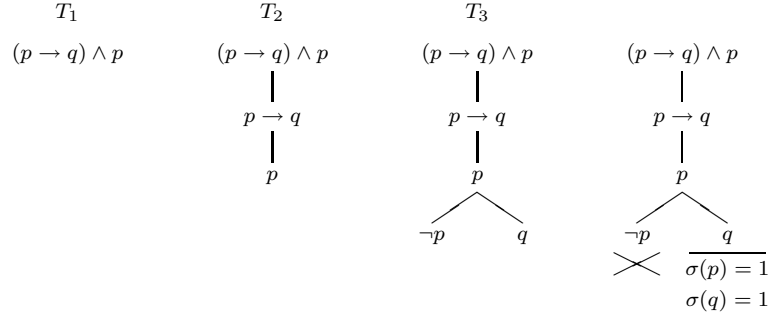 T₁ T₂ T₃
(p → q) ∧ p (p → q) ∧ p (p → q) ∧ p (p → q) ∧ p
p → q p → q p → q
p p p
¬p q ¬p q
σ(p) = 1
σ(q) = 1